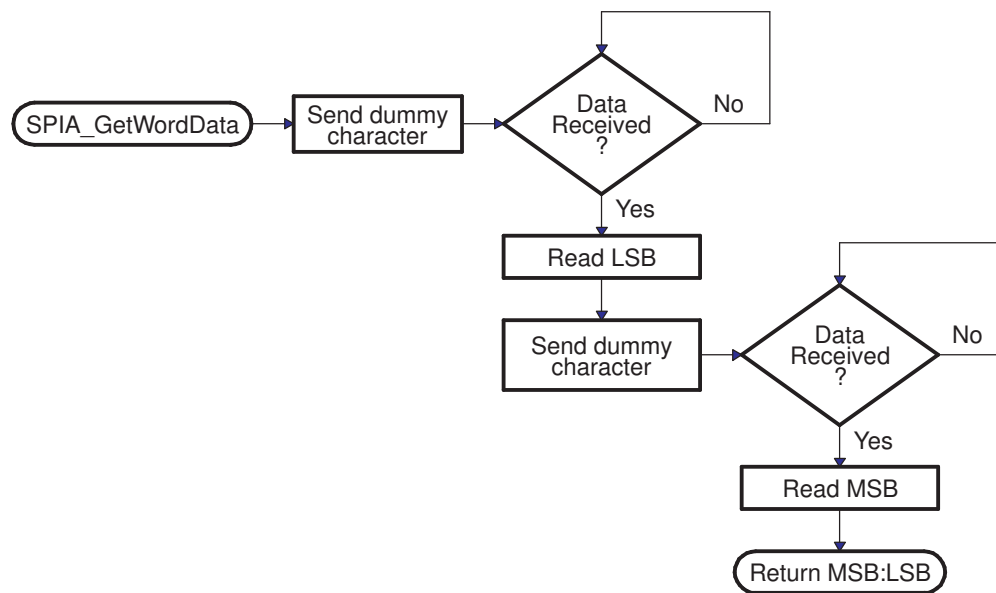 SPIA_GetWordData
Send dummy
character
Data
Received
?
No
Yes
Read LSB
Send dummy
character
Data
Received
?
No
Yes
Read MSB
Return MSB:LSB